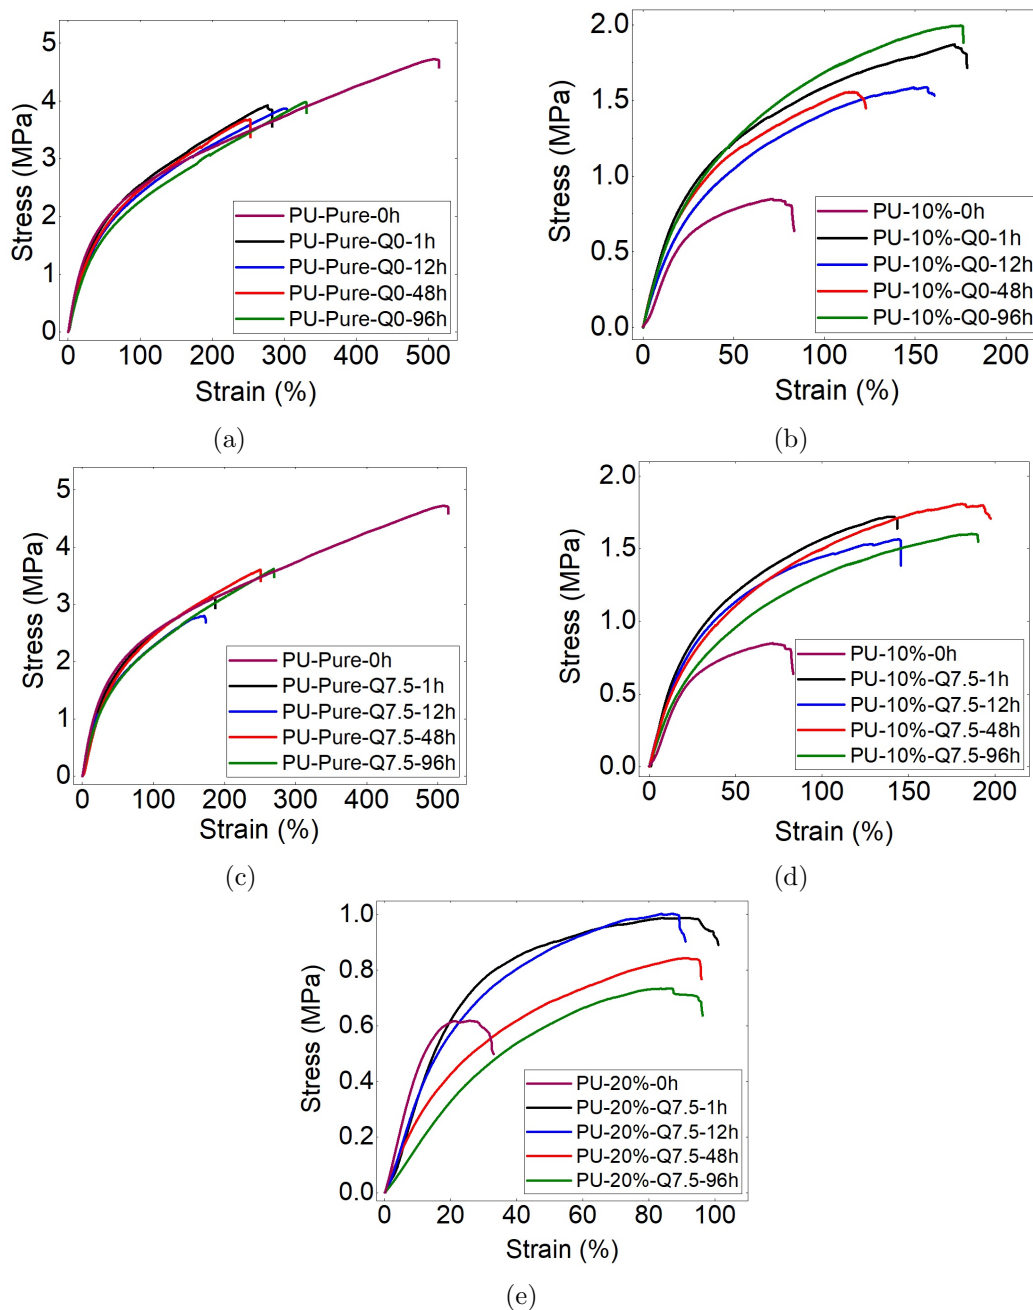 5
4
3
2
1
0
Stress (MPa)
PU-Pure-0h
PU-Pure-Q0-1h
PU-Pure-Q0-12h
PU-Pure-Q0-48h
PU-Pure-Q0-96h
0 100 200 300 400 500
Strain (%)
(a)
2.0
1.5
1.0
0.5
0.0
Stress (MPa)
PU-10%-0h
PU-10%-Q0-1h
PU-10%-Q0-12h
PU-10%-Q0-48h
PU-10%-Q0-96h
0 50 100 150 200
Strain (%)
(b)
5
4
3
2
1
0
Stress (MPa)
PU-Pure-0h
PU-Pure-Q7.5-1h
PU-Pure-Q7.5-12h
PU-Pure-Q7.5-48h
PU-Pure-Q7.5-96h
0 100 200 300 400 500
Strain (%)
(c)
2.0
1.5
1.0
0.5
0.0
Stress (MPa)
PU-10%-0h
PU-10%-Q7.5-1h
PU-10%-Q7.5-12h
PU-10%-Q7.5-48h
PU-10%-Q7.5-96h
0 50 100 150 200
Strain (%)
(d)
1.0
0.8
0.6
0.4
0.2
0.0
Stress (MPa)
PU-20%-0h
PU-20%-Q7.5-1h
PU-20%-Q7.5-12h
PU-20%-Q7.5-48h
PU-20%-Q7.5-96h
0 20 40 60 80 100
Strain (%)
(e)